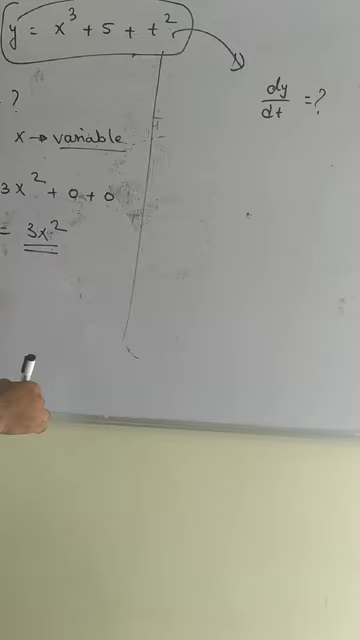 y = x³ + 5 + t²
?
x → variable
3x² + 0 + 0
= 3x²
dy/dt = ?